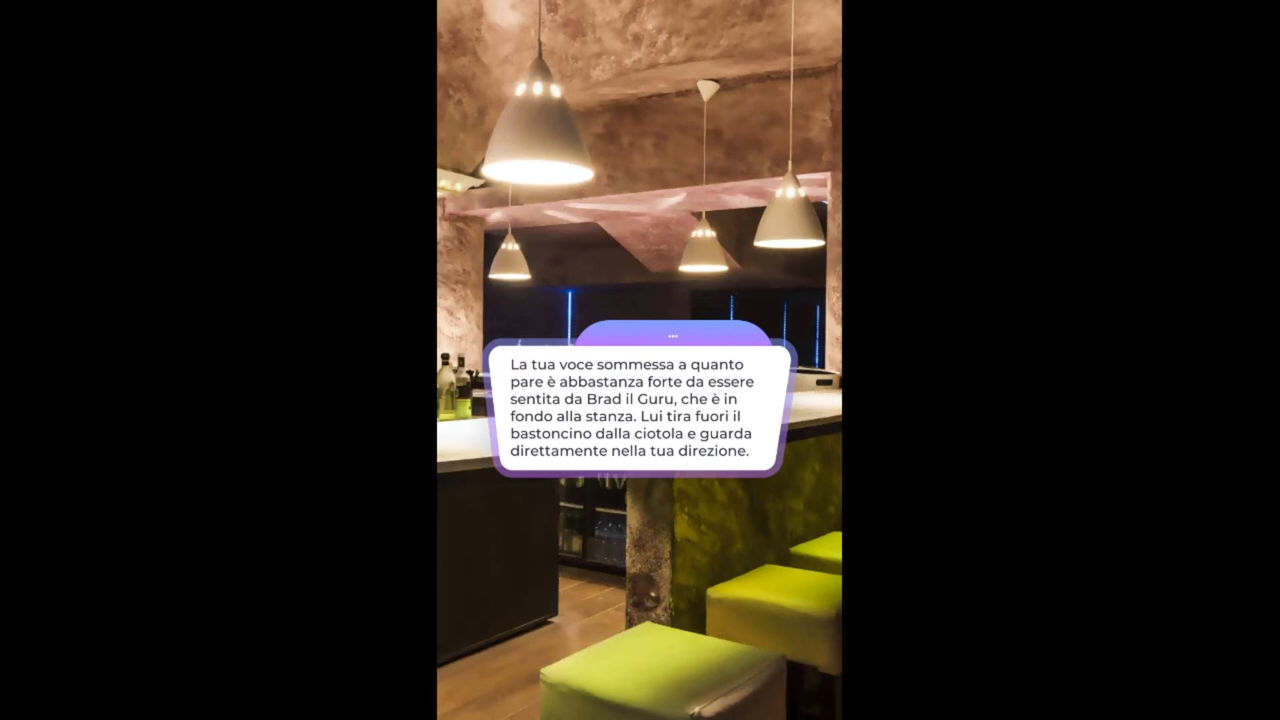 ...
La tua voce sommessa a quanto
pare è abbastanza forte da essere
sentita da Brad il Guru, che è in
fondo alla stanza. Lui tira fuori il
bastoncino dalla ciotola e guarda
direttamente nella tua direzione.